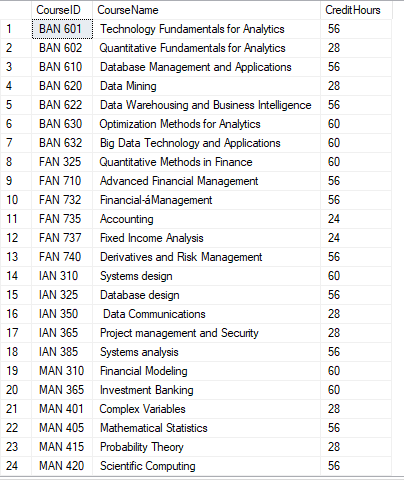 CourseID CourseName CreditHours
1 BAN 601 Technology Fundamentals for Analytics 56
2 BAN 602 Quantitative Fundamentals for Analytics 28
3 BAN 610 Database Management and Applications 56
4 BAN 620 Data Mining 28
5 BAN 622 Data Warehousing and Business Intelligence 56
6 BAN 630 Optimization Methods for Analytics 60
7 BAN 632 Big Data Technology and Applications 60
8 FAN 325 Quantitative Methods in Finance 60
9 FAN 710 Advanced Financial Management 56
10 FAN 732 Financial-áManagement 56
11 FAN 735 Accounting 24
12 FAN 737 Fixed Income Analysis 24
13 FAN 740 Derivatives and Risk Management 56
14 IAN 310 Systems design 60
15 IAN 325 Database design 56
16 IAN 350 Data Communications 28
17 IAN 365 Project management and Security 28
18 IAN 385 Systems analysis 56
19 MAN 310 Financial Modeling 60
20 MAN 365 Investment Banking 60
21 MAN 401 Complex Variables 28
22 MAN 405 Mathematical Statistics 56
23 MAN 415 Probability Theory 28
24 MAN 420 Scientific Computing 56